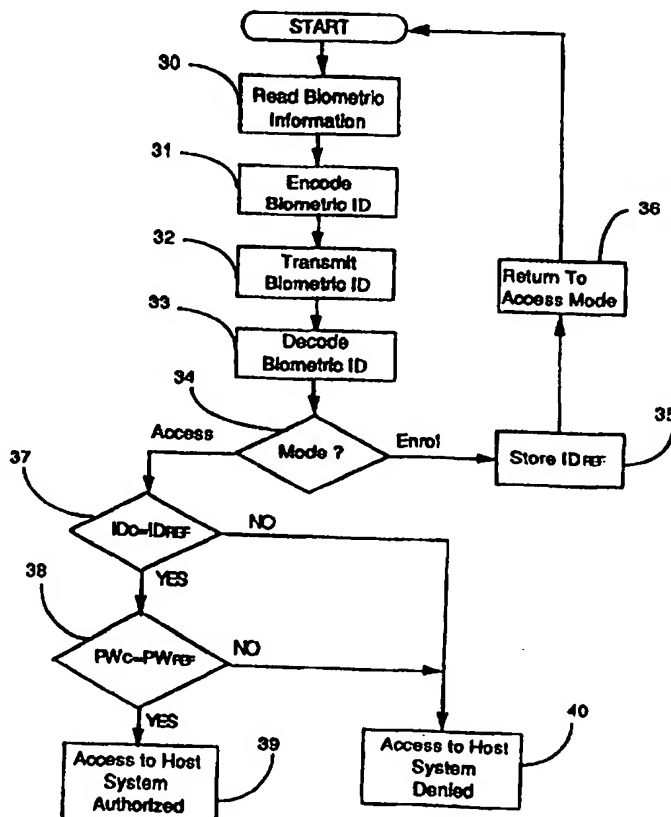 START
30
Read Biometric
Information
31
Encode
Biometric ID
32
Transmit
Biometric ID
33
Decode
Biometric ID
36
Return To
Access Mode
34
Mode ?
Access
Enrol
35
Store IDREF
37
IDC=IDREF
NO
YES
38
PWC=PWREF
NO
YES
39
Access to Host
System
Authorized
40
Access to Host
System
Denied